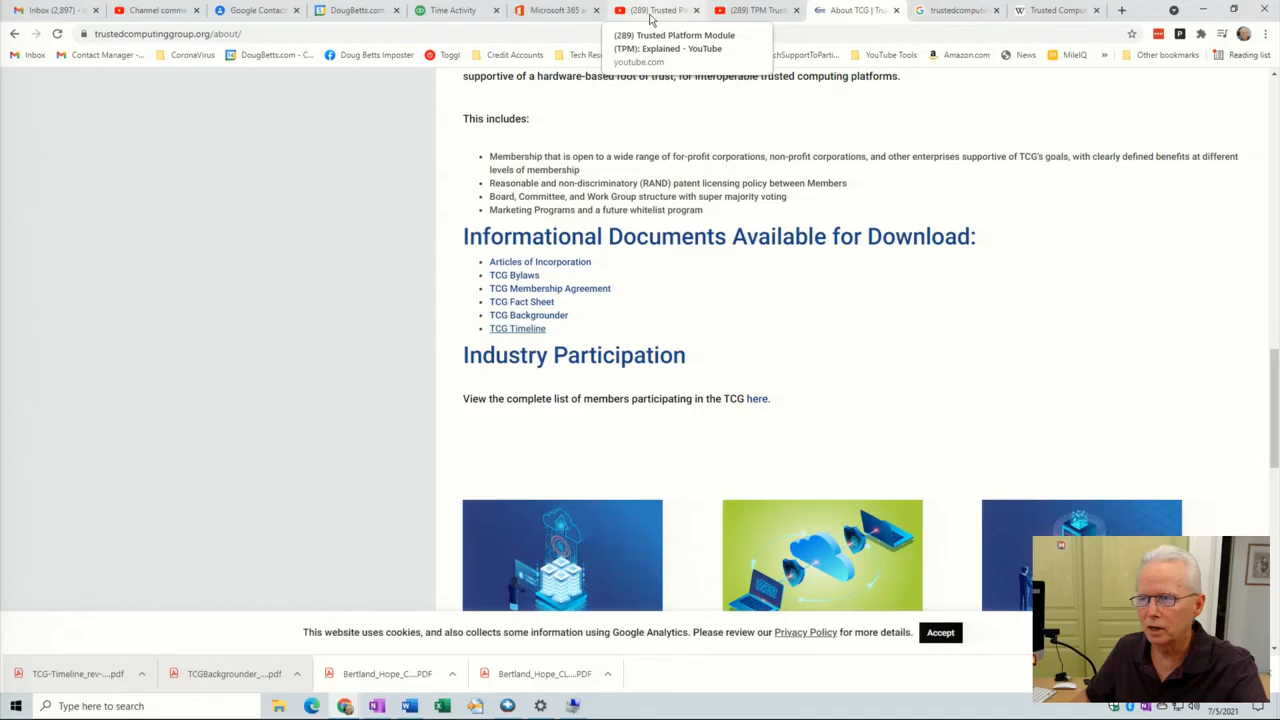 Inbox (2,897) -
Channel comme
Google Contact
DougBetts.com
Time Activity
Microsoft 365 a
(289) Trusted Pl
(289) TPM Trust
About TCG | Tru
trustedcomputi
Trusted Comput
trustedcomputinggroup.org/about/
Inbox
Contact Manager -...
CoronaVirus
DougBetts.com - C...
Doug Betts Imposter
Toggl
Credit Accounts
Tech Res
chSupportToParti...
YouTube Tools
Amazon.com
News
MileIQ
»
Other bookmarks
Reading list
(289) Trusted Platform Module
(TPM): Explained - YouTube
youtube.com
supportive of a hardware-based root of trust, for interoperable trusted computing platforms.
This includes:
• Membership that is open to a wide range of for-profit corporations, non-profit corporations, and other enterprises supportive of TCG's goals, with clearly defined benefits at different
levels of membership
• Reasonable and non-discriminatory (RAND) patent licensing policy between Members
• Board, Committee, and Work Group structure with super majority voting
• Marketing Programs and a future whitelist program
Informational Documents Available for Download:
• Articles of Incorporation
• TCG Bylaws
• TCG Membership Agreement
• TCG Fact Sheet
• TCG Backgrounder
• TCG Timeline
Industry Participation
View the complete list of members participating in the TCG here.
This website uses cookies, and also collects some information using Google Analytics. Please review our Privacy Policy for more details.
Accept
TCG-Timeline_rev-....pdf
TCGBackgrounder_....pdf
Bertland_Hope_C....PDF
Bertland_Hope_CL....PDF
Type here to search
7/5/2021